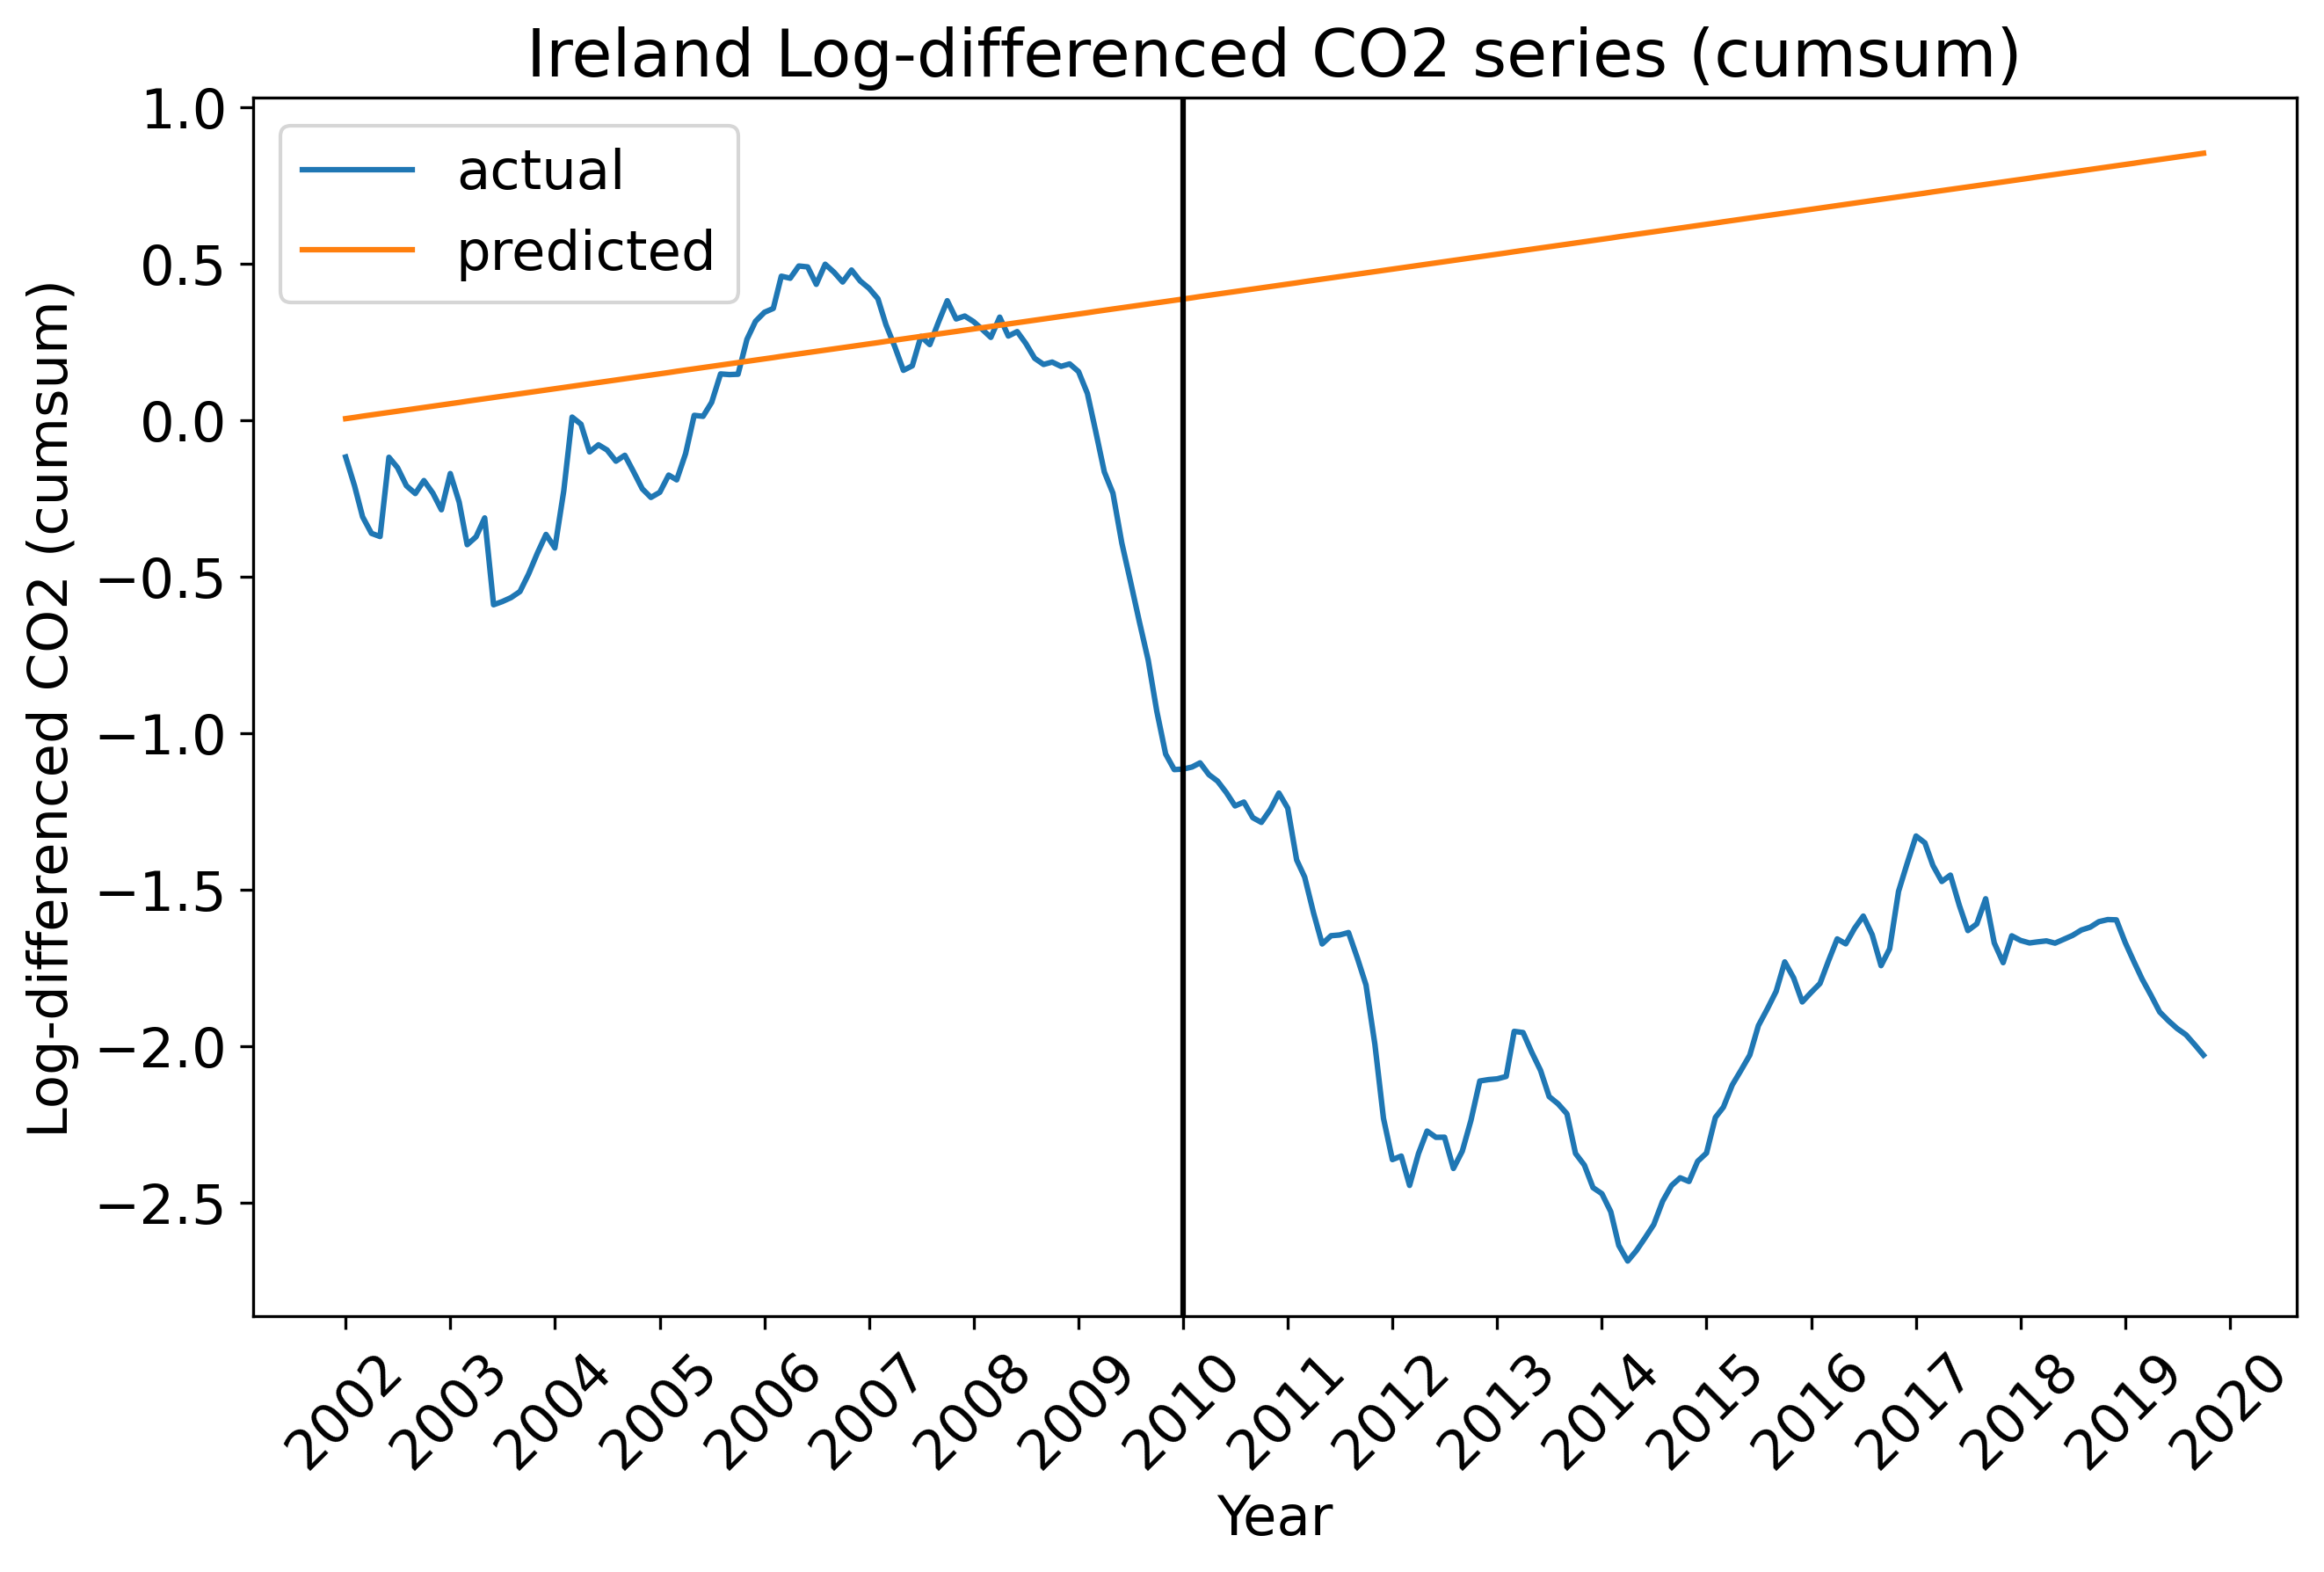 Ireland Log-differenced CO2 series (cumsum)
actual
predicted
Log-differenced CO2 (cumsum)
1.0
0.5
0.0
−0.5
−1.0
−1.5
−2.0
−2.5
2002 2003 2004 2005 2006 2007 2008 2009 2010 2011 2012 2013 2014 2015 2016 2017 2018 2019 2020
Year